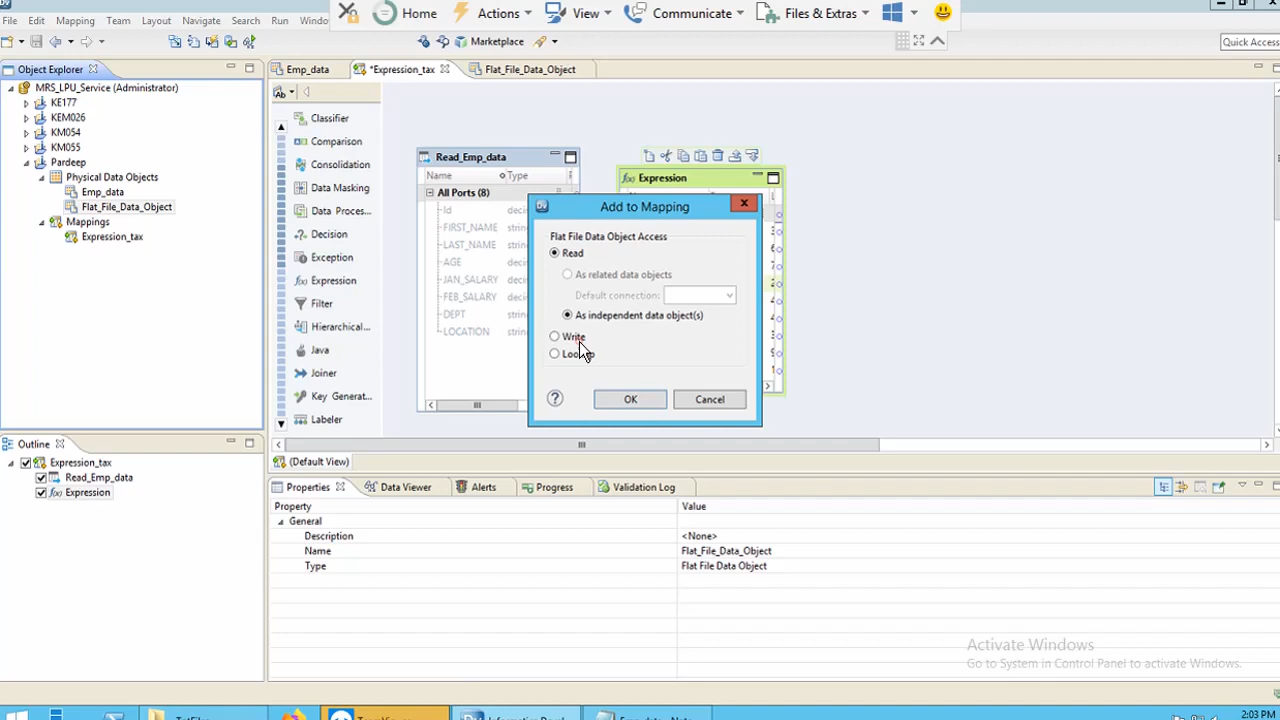 Home Actions View Communicate Files & Extras
File Edit Mapping Team Layout Navigate Search Run
Marketplace
Quick Access
Object Explorer
Emp_data *Expression_tax Flat_File_Data_Object
MRS_LPU_Service (Administrator)
KE177
KEM026
KM054
KM055
Pardeep
Physical Data Objects
Emp_data
Flat_File_Data_Object
Mappings
Expression_tax
Classifier
Comparison
Consolidation
Data Masking
Data Proces...
Decision
Exception
Expression
Filter
Hierarchical...
Java
Joiner
Key Generat...
Labeler
Read_Emp_data
Name Type
All Ports (8)
Id
FIRST_NAME
LAST_NAME
AGE
JAN_SALARY
FEB_SALARY
DEPT
LOCATION
Expression
Add to Mapping
Flat File Data Object Access
Read
As related data objects
Default connection:
As independent data object(s)
Write
OK Cancel
(Default View)
Outline
Expression_tax
Read_Emp_data
Expression
Properties Data Viewer Alerts Progress Validation Log
Property Value
General
Description <None>
Name Flat_File_Data_Object
Type Flat File Data Object
Activate Windows
Go to System in Control Panel to activate Windows.
2:03 PM